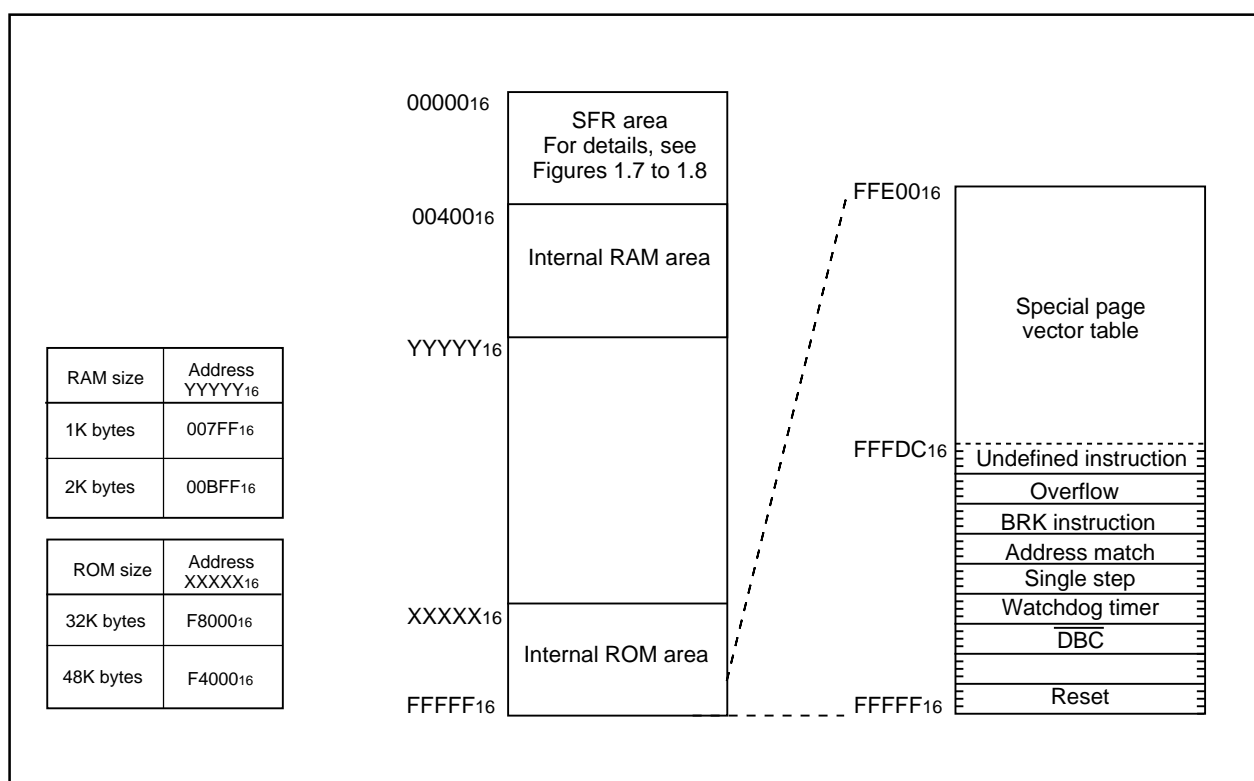 00000₁₆
SFR area
For details, see
Figures 1.7 to 1.8
00400₁₆
Internal RAM area
YYYYY₁₆
XXXXX₁₆
Internal ROM area
FFFFF₁₆
RAM size
Address
YYYYY₁₆
1K bytes
007FF₁₆
2K bytes
00BFF₁₆
ROM size
Address
XXXXX₁₆
32K bytes
F8000₁₆
48K bytes
F4000₁₆
FFE00₁₆
Special page
vector table
FFFDC₁₆
Undefined instruction
Overflow
BRK instruction
Address match
Single step
Watchdog timer
D̅B̅C̅
Reset
FFFFF₁₆